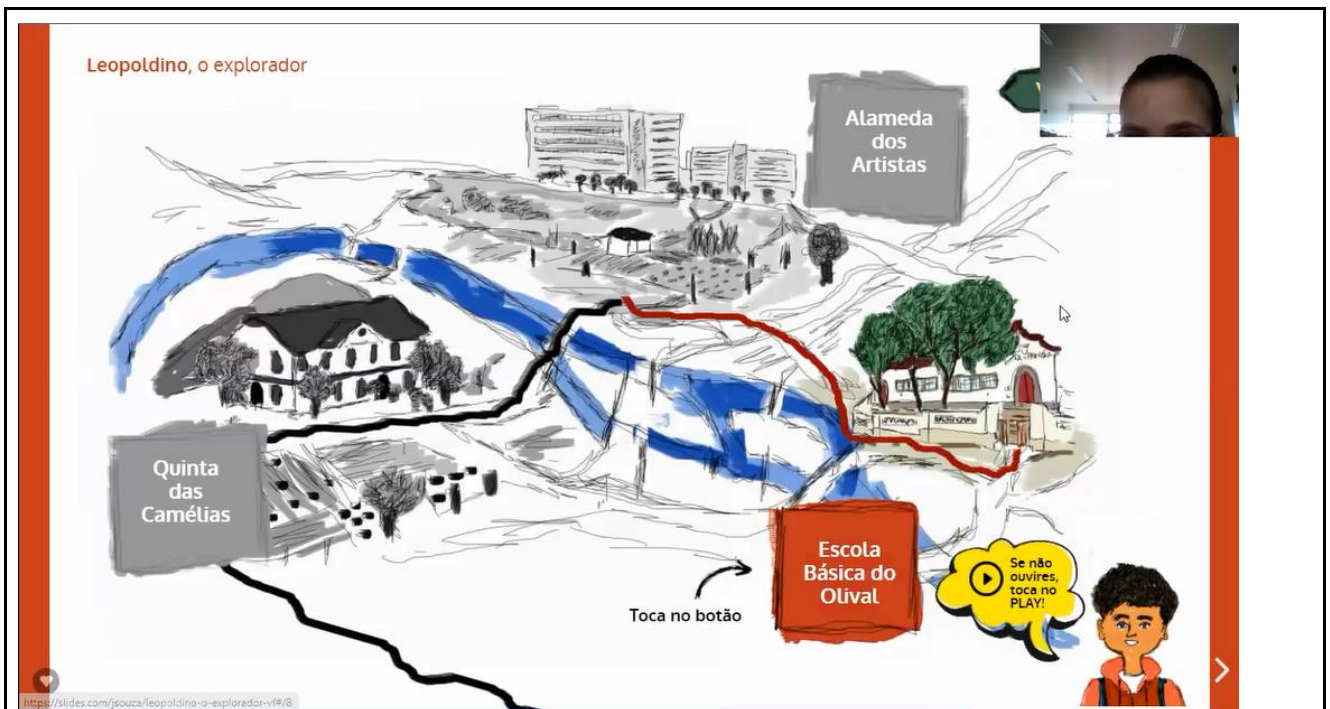 Leopoldino, o explorador
Alameda
dos
Artistas
Quinta
das
Camélias
Escola
Básica do
Olival
Toca no botão
Se não
ouvires,
toca no
PLAY!
https://slides.com/jsouza/leopoldino-o-explorador-vf#/8